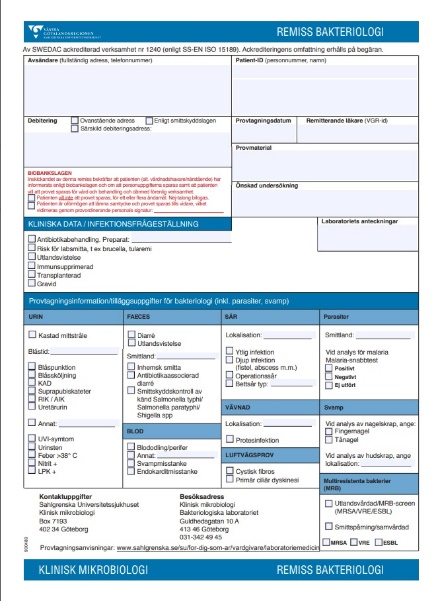 VÄSTRA
GÖTALANDSREGIONEN
SAHLGRENSKA UNIVERSITETSSJUKHUSET
REMISS BAKTERIOLOGI
Av SWEDAC ackrediterad verksamhet nr 1240 (enligt SS-EN ISO 15189). Ackrediteringens omfattning erhålls på begäran.
Avsändare (fullständig adress, telefonnummer)
Patient-ID (personnummer, namn)
Debitering
Ovanstående adress
Enligt smittskyddslagen
Särskild debiteringsadress:
Provtagningsdatum
Remitterande läkare (VGR-id)
Provmaterial
BIOBANKSLAGEN
Önskad undersökning
KLINISKA DATA / INFEKTIONSFRÅGESTÄLLNING
Laboratoriets anteckningar
Antibiotikabehandling. Preparat:
Risk för labsmitta, t ex brucella, tularemi
Utlandsvistelse
Immunsupprimerad
Transplanterad
Gravid
Provtagningsinformation/tilläggsuppgifter för bakteriologi (inkl. parasiter, svamp)
URIN
Kastad mittstråle
Blåstid:
Blåspunktion
Blåssköljning
KAD
Suprapubiskateter
RIK / AIK
Uretärurin
Annat:
UVI-symtom
Urinsten
Feber >38° C
Nitrit +
LPK +
FAECES
Diarré
Utlandsvistelse
Smittland:
Inhemsk smitta
Antibiotikaassocierad
diarré
Smittskyddskontroll av
känd Salmonella typhi/
Salmonella paratyphi/
Shigella spp
BLOD
Blododling/perifer
Annat:
Svampmisstanke
Endokarditmisstanke
SÅR
Lokalisation:
Ytlig infektion
Djup infektion
(fistel, abscess m.m.)
Operationssår
Bettsår typ:
VÄVNAD
Lokalisation:
Protesinfektion
LUFTVÄGSPROV
Cystisk fibros
Primär ciliär dyskinesi
Parasiter
Smittland:
Vid analys för malaria
Malaria-snabbtest
Positivt
Negativt
Ej utfört
Svamp
Vid analys av nagelskrap, ange:
Fingernagel
Tånagel
Vid analys av hudskrap, ange
lokalisation:
Multiresistenta bakterier
(MRB)
Utlandsvårdad/MRB-screen
(MRSA/VRE/ESBL)
Smittspårning/samvårdad
MRSA
VRE
ESBL
Kontaktuppgifter
Sahlgrenska Universitetssjukhuset
Klinisk mikrobiologi
Box 7193
402 34 Göteborg
Besöksadress
Klinisk mikrobiologi
Bakteriologiska laboratoriet
Guldhedsgatan 10 A
413 46 Göteborg
031-342 49 45
Provtagningsanvisningar: www.sahlgrenska.se/su/for-dig-som-ar/vardgivare/laboratoriemedicin
KLINISK MIKROBIOLOGI
REMISS BAKTERIOLOGI